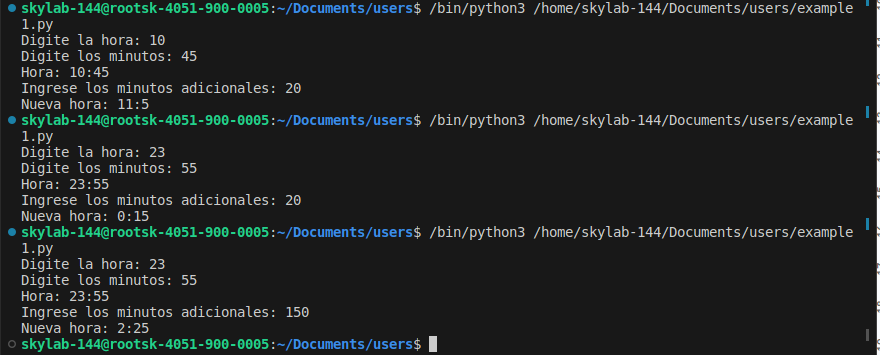 skylab-144@rootsk-4051-900-0005:~/Documents/users$ /bin/python3 /home/skylab-144/Documents/users/example
1.py
Digite la hora: 10
Digite los minutos: 45
Hora: 10:45
Ingrese los minutos adicionales: 20
Nueva hora: 11:5
skylab-144@rootsk-4051-900-0005:~/Documents/users$ /bin/python3 /home/skylab-144/Documents/users/example
1.py
Digite la hora: 23
Digite los minutos: 55
Hora: 23:55
Ingrese los minutos adicionales: 20
Nueva hora: 0:15
skylab-144@rootsk-4051-900-0005:~/Documents/users$ /bin/python3 /home/skylab-144/Documents/users/example
1.py
Digite la hora: 23
Digite los minutos: 55
Hora: 23:55
Ingrese los minutos adicionales: 150
Nueva hora: 2:25
skylab-144@rootsk-4051-900-0005:~/Documents/users$